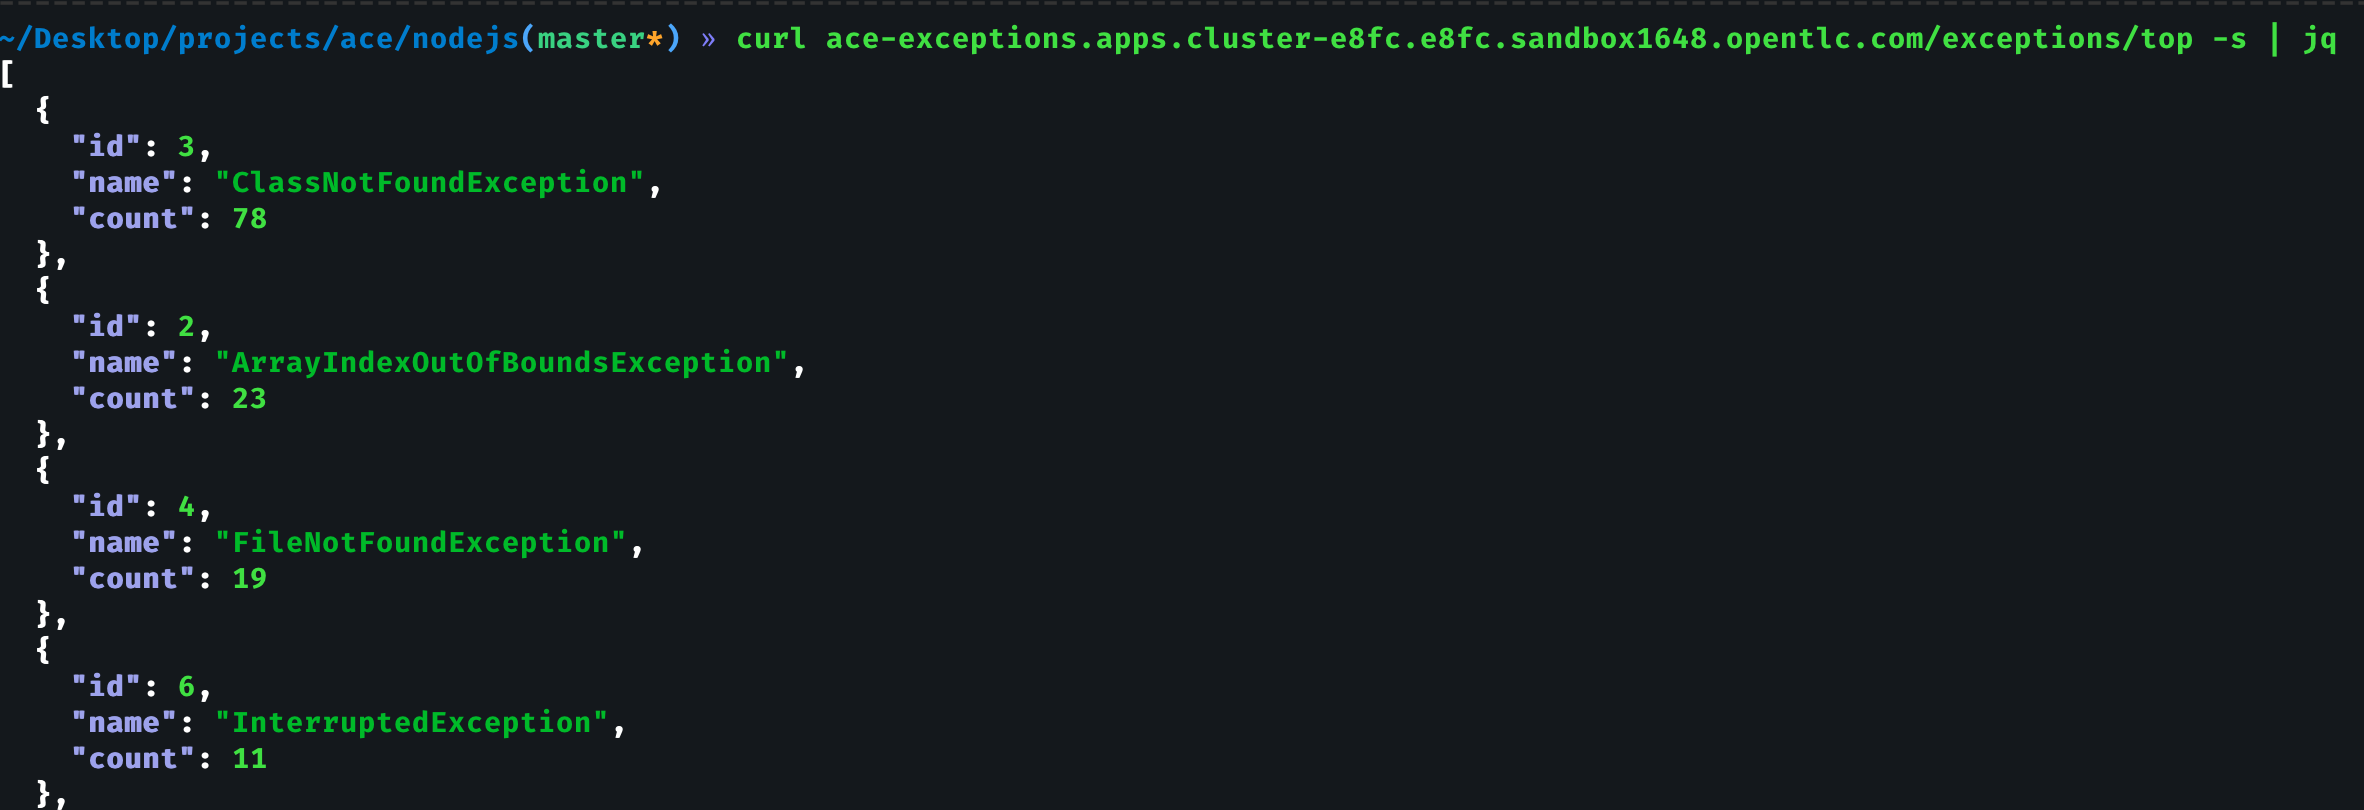 ~/Desktop/projects/ace/nodejs(master*) » curl ace-exceptions.apps.cluster-e8fc.e8fc.sandbox1648.opentlc.com/exceptions/top -s | jq
[
  {
    "id": 3,
    "name": "ClassNotFoundException",
    "count": 78
  },
  {
    "id": 2,
    "name": "ArrayIndexOutOfBoundsException",
    "count": 23
  },
  {
    "id": 4,
    "name": "FileNotFoundException",
    "count": 19
  },
  {
    "id": 6,
    "name": "InterruptedException",
    "count": 11
  },